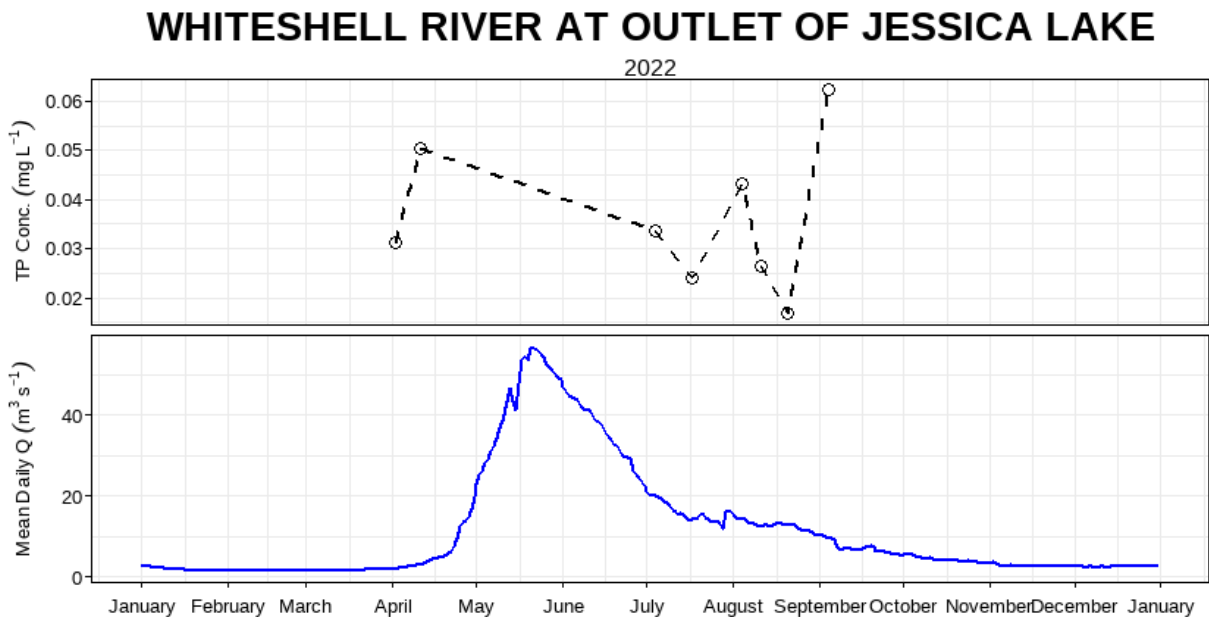 WHITESHELL RIVER AT OUTLET OF JESSICA LAKE
2022
TP Conc. (mg L⁻¹)
0.06
0.05
0.04
0.03
0.02
Mean Daily Q (m³ s⁻¹)
40
20
0
January February March April May June July August September October November December January